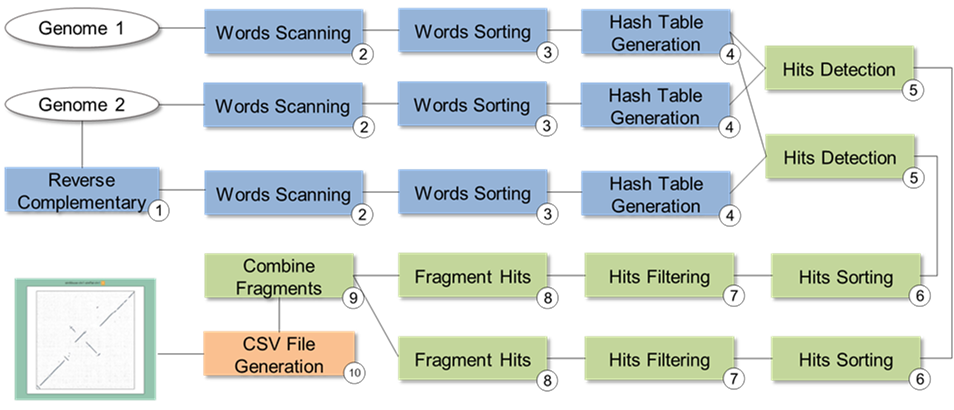 Genome 1
Words Scanning
2
Words Sorting
3
Hash Table
Generation
4
Hits Detection
5
Genome 2
Words Scanning
2
Words Sorting
3
Hash Table
Generation
4
Hits Detection
5
Reverse
Complementary
1
Words Scanning
2
Words Sorting
3
Hash Table
Generation
4
Combine
Fragments
9
Fragment Hits
8
Hits Filtering
7
Hits Sorting
6
CSV File
Generation
10
Fragment Hits
8
Hits Filtering
7
Hits Sorting
6